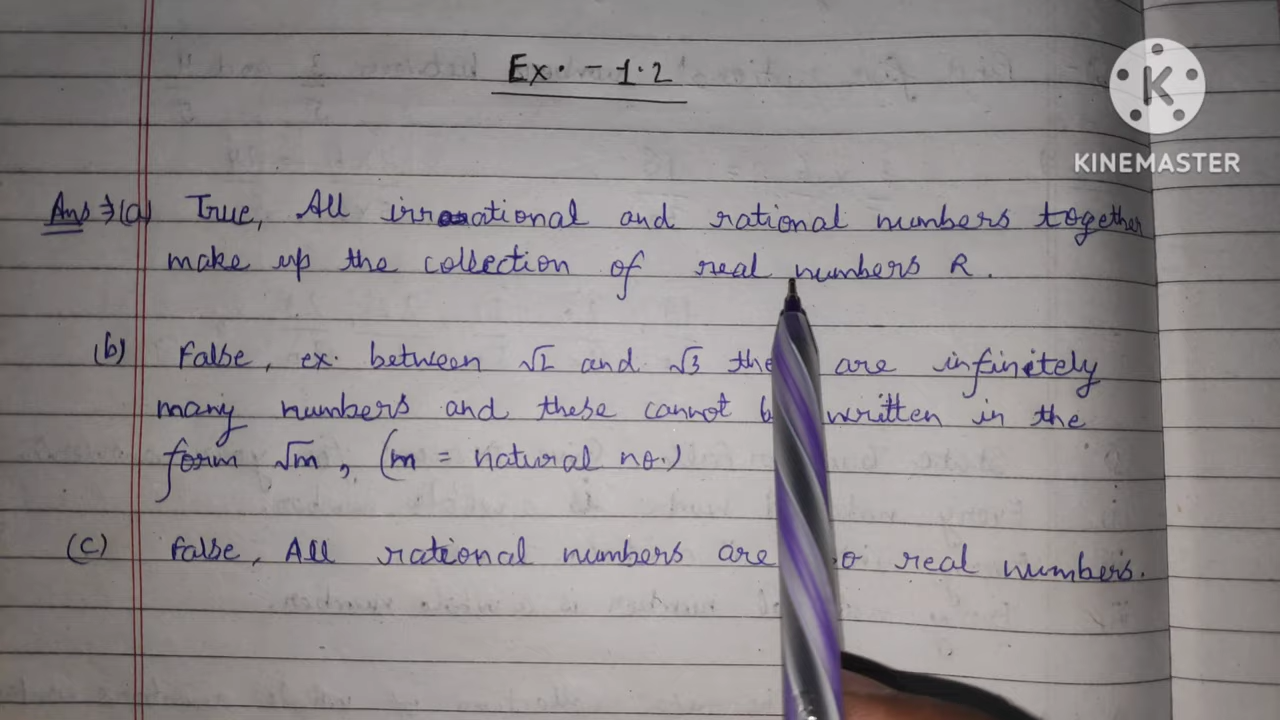 Ex. - 1.2
K
KINEMASTER
Ans → (a) True, All irrational and rational numbers together
make up the collection of real numbers R.
(b) False, ex. between √2 and √3 are infinitely
many numbers and these cannot written in the
form √m, (m = natural no.)
(c) False, All rational numbers are real numbers.